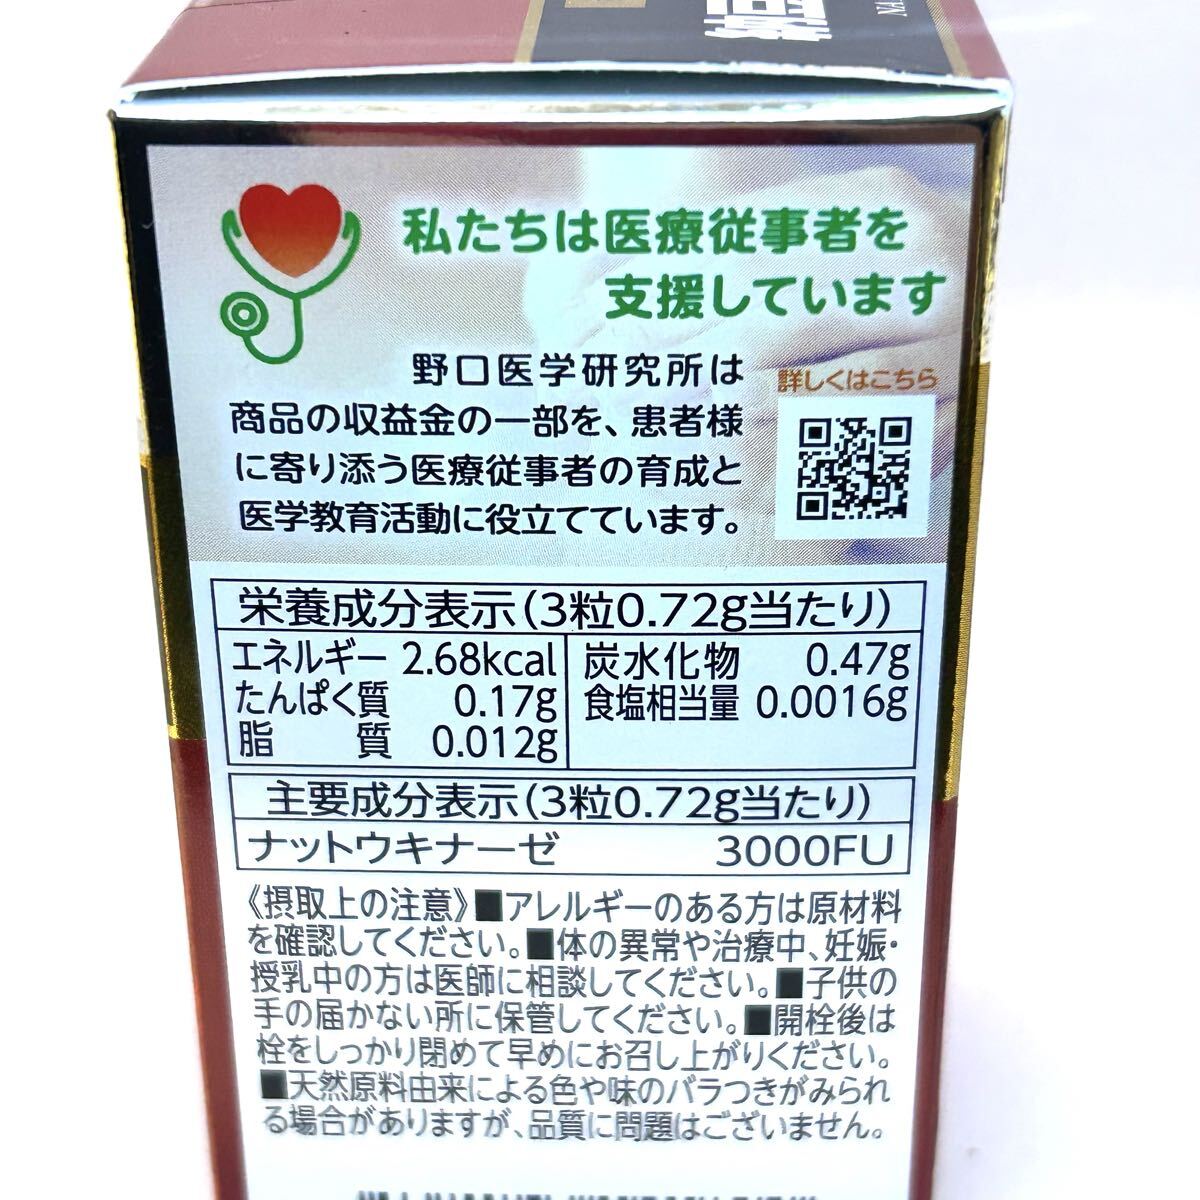 私たちは医療従事者を
支援しています
野口医学研究所は
商品の収益金の一部を、患者様
に寄り添う医療従事者の育成と
医学教育活動に役立てています。
詳しくはこちら
栄養成分表示(3粒0.72g当たり)
エネルギー 2.68kcal
たんぱく質 0.17g
脂質 0.012g
炭水化物 0.47g
食塩相当量 0.0016g
主要成分表示(3粒0.72g当たり)
ナットウキナーゼ 3000FU
《摂取上の注意》■アレルギーのある方は原材料
を確認してください。■体の異常や治療中、妊娠・
授乳中の方は医師に相談してください。■子供の
手の届かない所に保管してください。■開栓後は
栓をしっかり閉めて早めにお召し上がりください。
■天然原料由来による色や味のバラつきがみられ
る場合がありますが、品質に問題はございません。